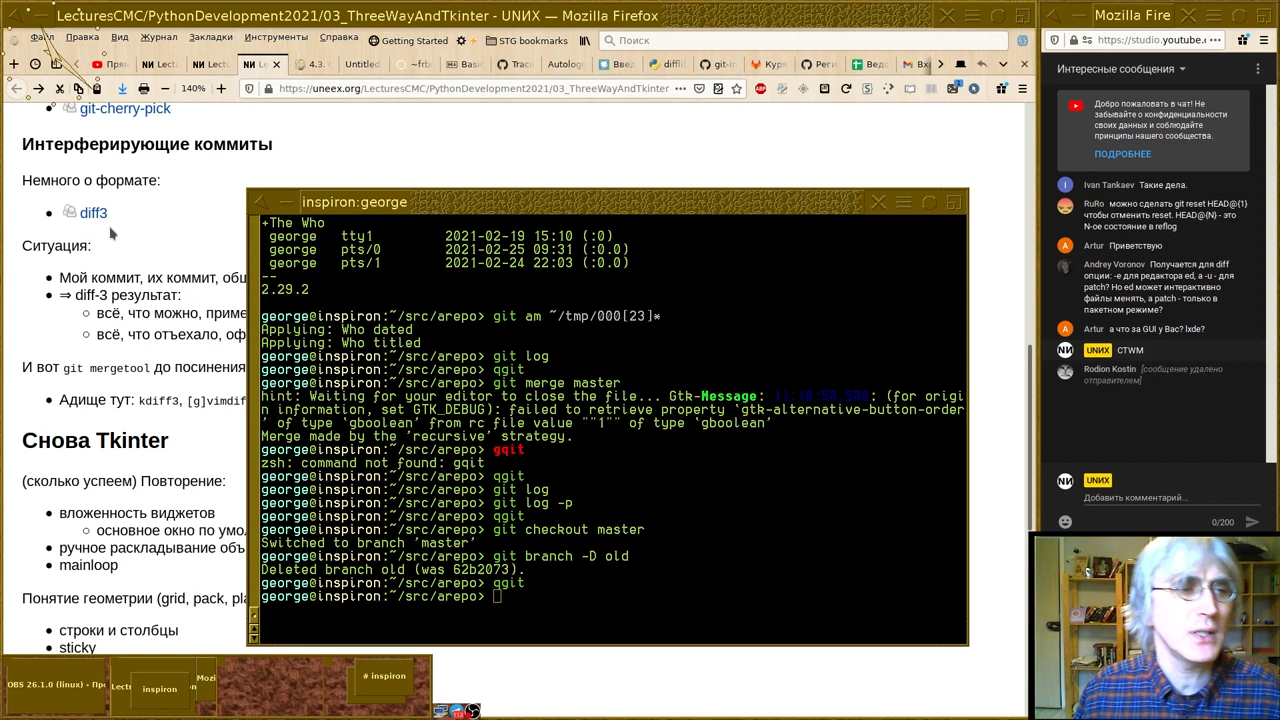 LecturesCMC/PythonDevelopment2021/03_ThreeWayAndTkinter - UNИX — Mozilla Firefox
Файл Правка Вид Журнал Закладки Инструменты Справка
Getting Started
STG bookmarks
Поиск
https://uneex.org/LecturesCMC/PythonDevelopment2021/03_ThreeWayAndTkinter
140%
git-cherry-pick
Интерферирующие коммиты
Немного о формате:
diff3
Ситуация:
Мой коммит, их коммит, общ
⇒ diff-3 результат:
всё, что можно, приме
всё, что отъехало, оф
И вот git mergetool до посинения
Адище тут: kdiff3, [g]vimdif
Снова Tkinter
(сколько успеем) Повторение:
вложенность виджетов
основное окно по умол
ручное раскладывание объ
mainloop
Понятие геометрии (grid, pack, pla
строки и столбцы
sticky
inspiron:george
+The Who
george tty1 2021-02-19 15:10 (:0)
george pts/0 2021-02-25 09:31 (:0.0)
george pts/1 2021-02-24 22:03 (:0.0)
--
2.29.2
george@inspiron:~/src/arepo> git am ~/tmp/000[23]*
Applying: Who dated
Applying: Who titled
george@inspiron:~/src/arepo> git log
george@inspiron:~/src/arepo> qgit
george@inspiron:~/src/arepo> git merge master
hint: Waiting for your editor to close the file... Gtk-Message: 11:18:50.500: (for origi
n information, set GTK_DEBUG): failed to retrieve property `gtk-alternative-button-order
' of type `gboolean' from rc file value ""1"" of type `gboolean'
Merge made by the 'recursive' strategy.
george@inspiron:~/src/arepo> gqit
zsh: command not found: gqit
george@inspiron:~/src/arepo> qgit
george@inspiron:~/src/arepo> git log
george@inspiron:~/src/arepo> git log -p
george@inspiron:~/src/arepo> qgit
george@inspiron:~/src/arepo> git checkout master
Switched to branch 'master'
george@inspiron:~/src/arepo> git branch -D old
Deleted branch old (was 62b2073).
george@inspiron:~/src/arepo> qgit
george@inspiron:~/src/arepo>
OBS 26.1.0 (linux) - Пр
inspiron
# inspiron
Mozilla Fire
https://studio.youtube.c
Интересные сообщения
Добро пожаловать в чат! Не
забывайте о конфиденциальности
своих данных и соблюдайте
принципы нашего сообщества.
ПОДРОБНЕЕ
Ivan Tankaev Такие дела.
RuRo можно сделать git reset HEAD@{1}
чтобы отменить reset. HEAD@{N} - это
N-ое состояние в reflog
Artur Приветствую
Andrey Voronov Получается для diff
опции: -e для редактора ed, а -u - для
patch? Но ed может интерактивно
файлы менять, а patch - только в
пакетном режиме?
Artur а что за GUI у Вас? lxde?
UNИX CTWM
Rodion Kostin [сообщение удалено
отправителем]
UNИX
Добавить комментарий...
0/200